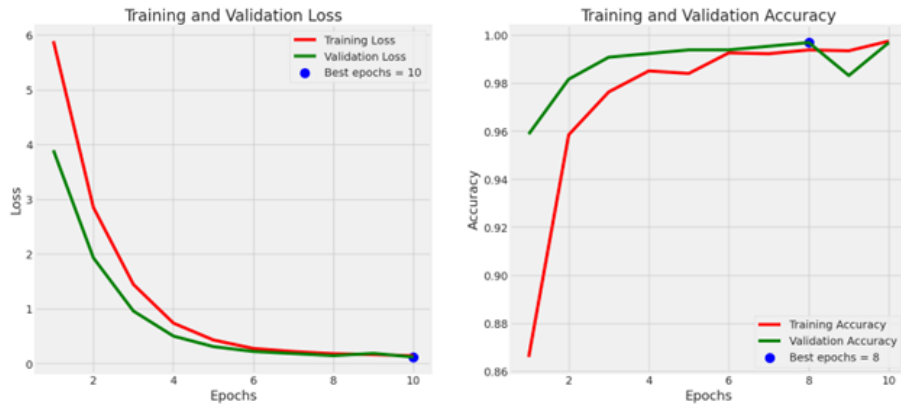 Training and Validation Loss
6
5
4
3
2
1
0
Loss
2
4
6
8
10
Epochs
Training Loss
Validation Loss
Best epochs = 10
Training and Validation Accuracy
1.00
0.98
0.96
0.94
0.92
0.90
0.88
0.86
Accuracy
2
4
6
8
10
Epochs
Training Accuracy
Validation Accuracy
Best epochs = 8